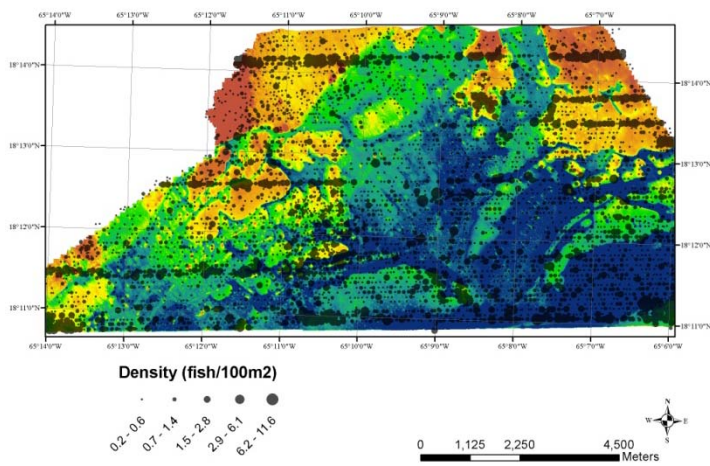 65°14'0"W 65°13'0"W 65°12'0"W 65°11'0"W 65°10'0"W 65°9'0"W 65°8'0"W 65°7'0"W
18°14'0"N 18°14'0"N
18°13'0"N 18°13'0"N
18°12'0"N 18°12'0"N
18°11'0"N 18°11'0"N
65°14'0"W 65°13'0"W 65°12'0"W 65°11'0"W 65°10'0"W 65°9'0"W 65°8'0"W 65°7'0"W 65°6'0"W
Density (fish/100m2)
0.2 - 0.6 0.7 - 1.4 1.5 - 2.8 2.9 - 6.1 6.2 - 11.6
N
W E
S
0 1,125 2,250 4,500
Meters